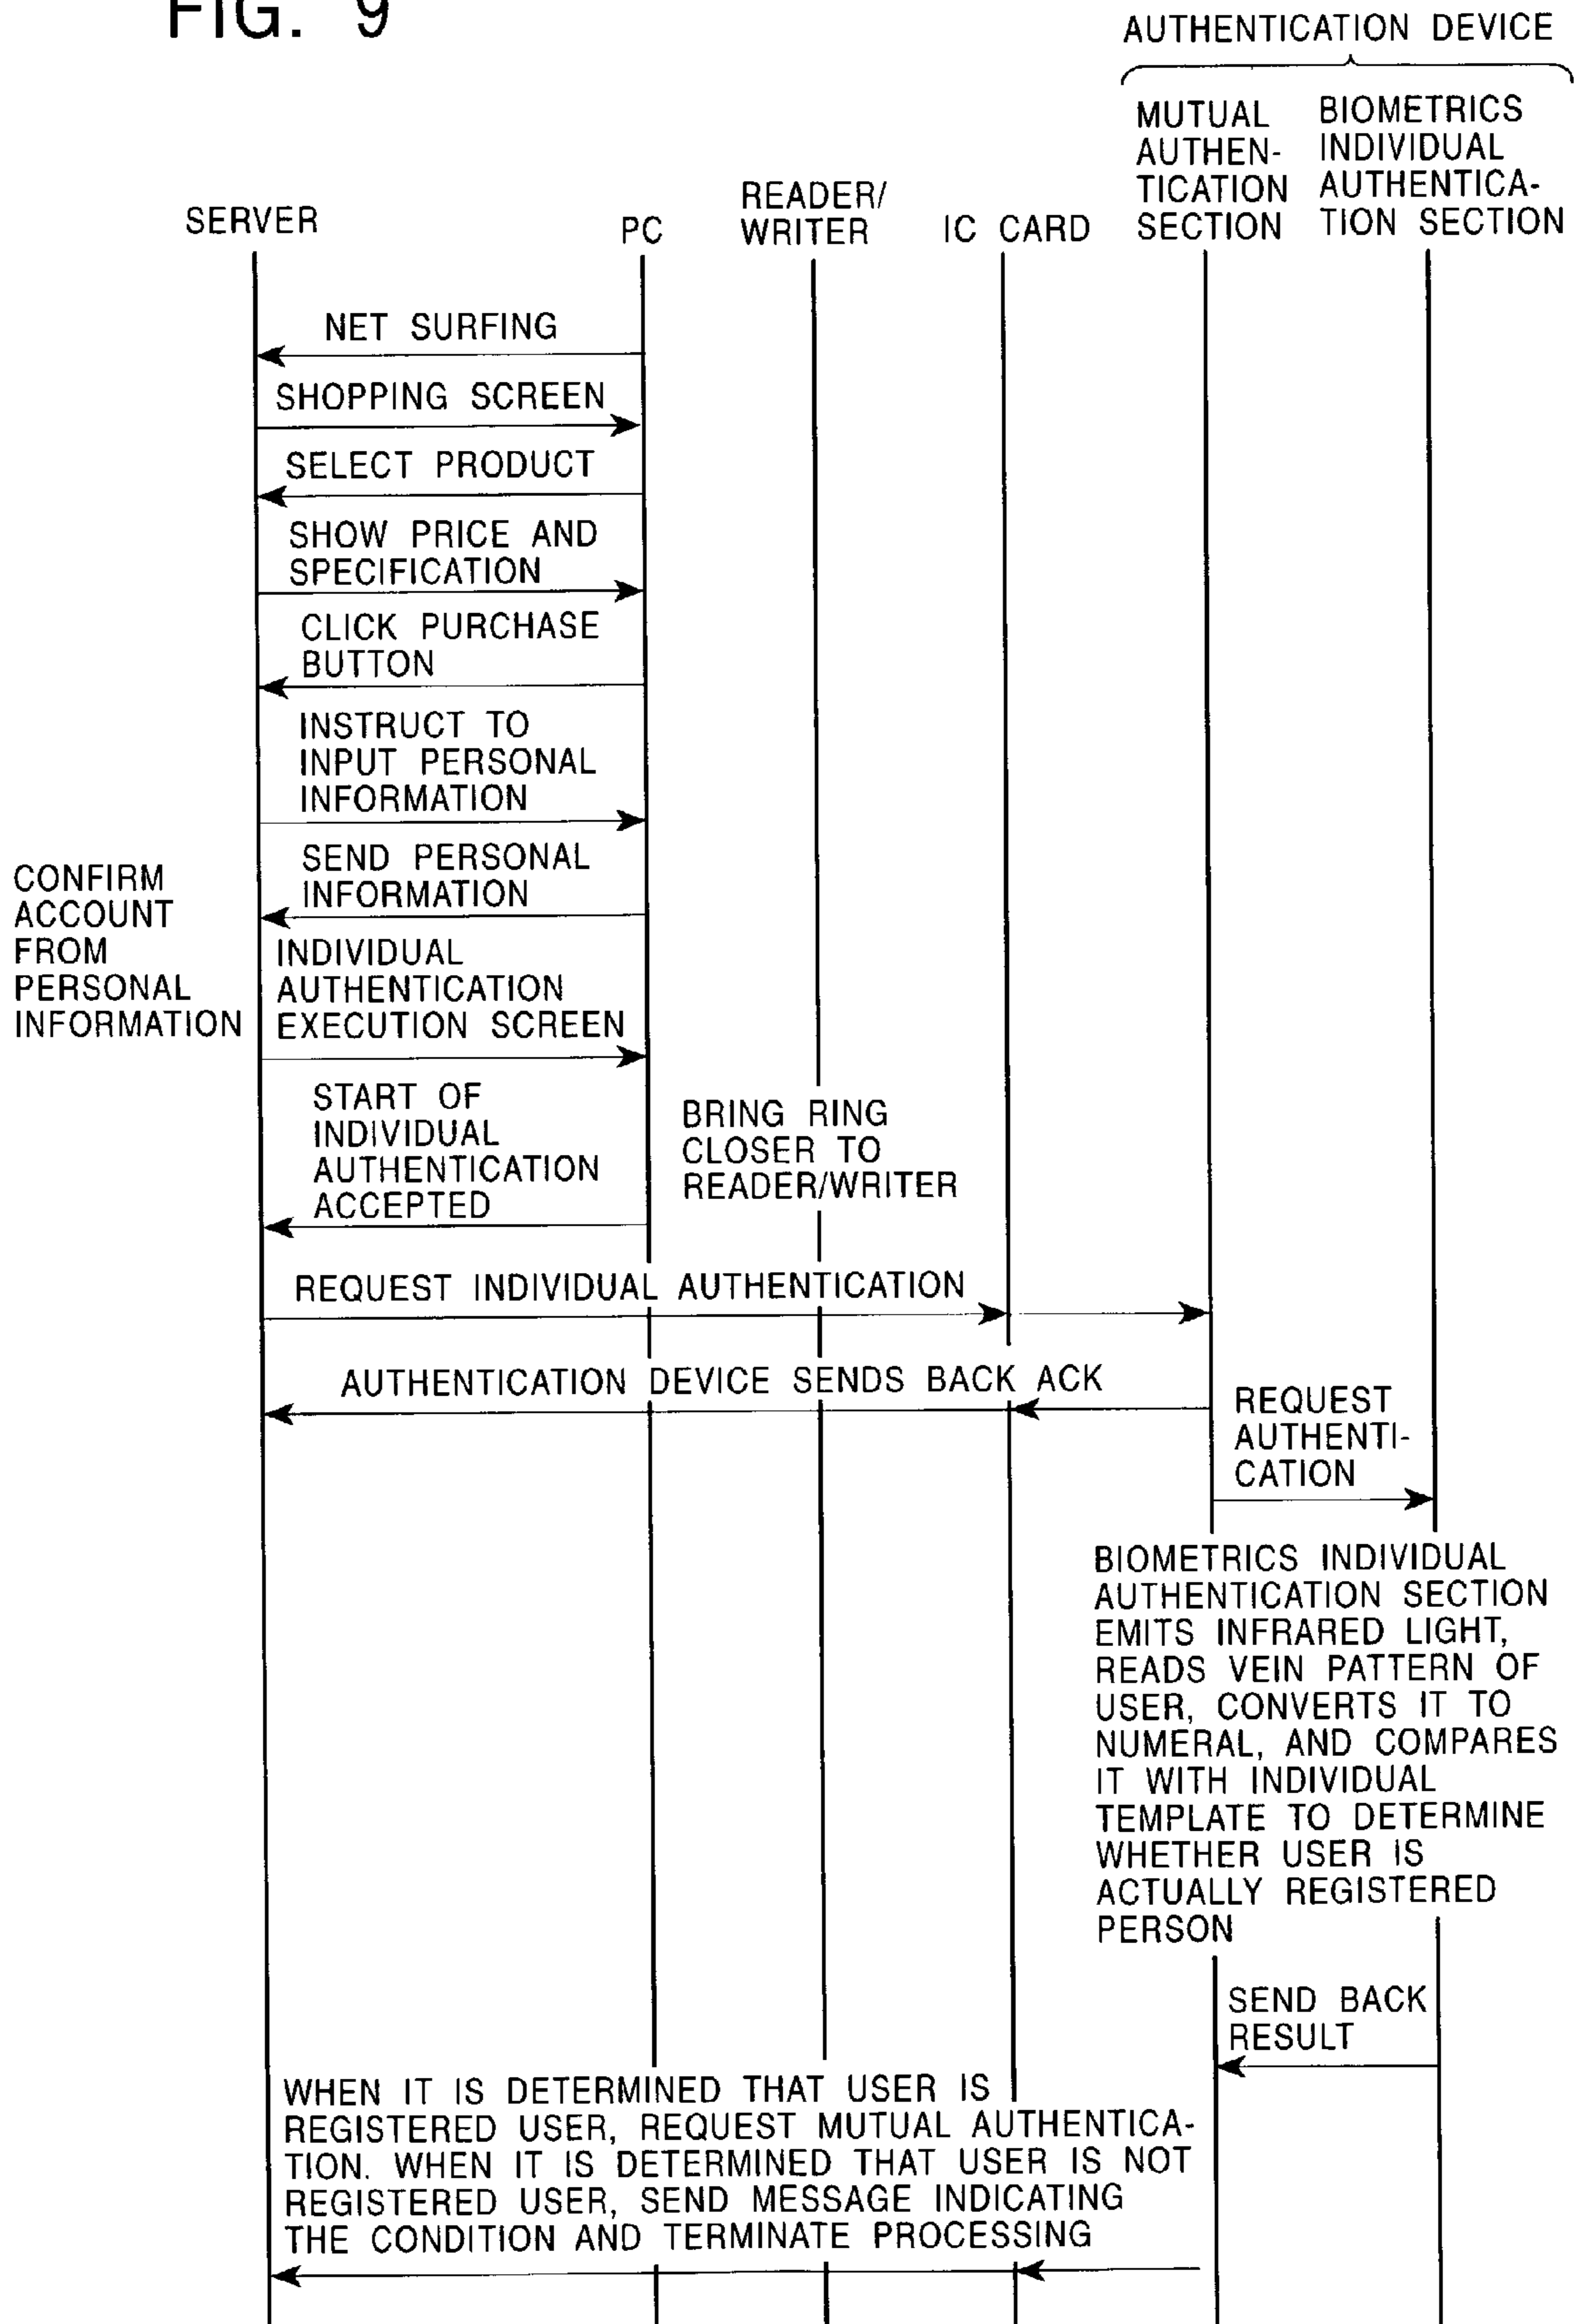 FIG. 9
AUTHENTICATION DEVICE
MUTUAL
AUTHEN-
TICATION
SECTION
BIOMETRICS
INDIVIDUAL
AUTHENTICA-
TION SECTION
SERVER
PC
READER/
WRITER
IC CARD
NET SURFING
SHOPPING SCREEN
SELECT PRODUCT
SHOW PRICE AND
SPECIFICATION
CLICK PURCHASE
BUTTON
INSTRUCT TO
INPUT PERSONAL
INFORMATION
SEND PERSONAL
INFORMATION
CONFIRM
ACCOUNT
FROM
PERSONAL
INFORMATION
INDIVIDUAL
AUTHENTICATION
EXECUTION SCREEN
START OF
INDIVIDUAL
AUTHENTICATION
ACCEPTED
BRING RING
CLOSER TO
READER/WRITER
REQUEST INDIVIDUAL AUTHENTICATION
AUTHENTICATION DEVICE SENDS BACK ACK
REQUEST
AUTHENTI-
CATION
BIOMETRICS INDIVIDUAL
AUTHENTICATION SECTION
EMITS INFRARED LIGHT,
READS VEIN PATTERN OF
USER, CONVERTS IT TO
NUMERAL, AND COMPARES
IT WITH INDIVIDUAL
TEMPLATE TO DETERMINE
WHETHER USER IS
ACTUALLY REGISTERED
PERSON
SEND BACK
RESULT
WHEN IT IS DETERMINED THAT USER IS
REGISTERED USER, REQUEST MUTUAL AUTHENTICA-
TION. WHEN IT IS DETERMINED THAT USER IS NOT
REGISTERED USER, SEND MESSAGE INDICATING
THE CONDITION AND TERMINATE PROCESSING